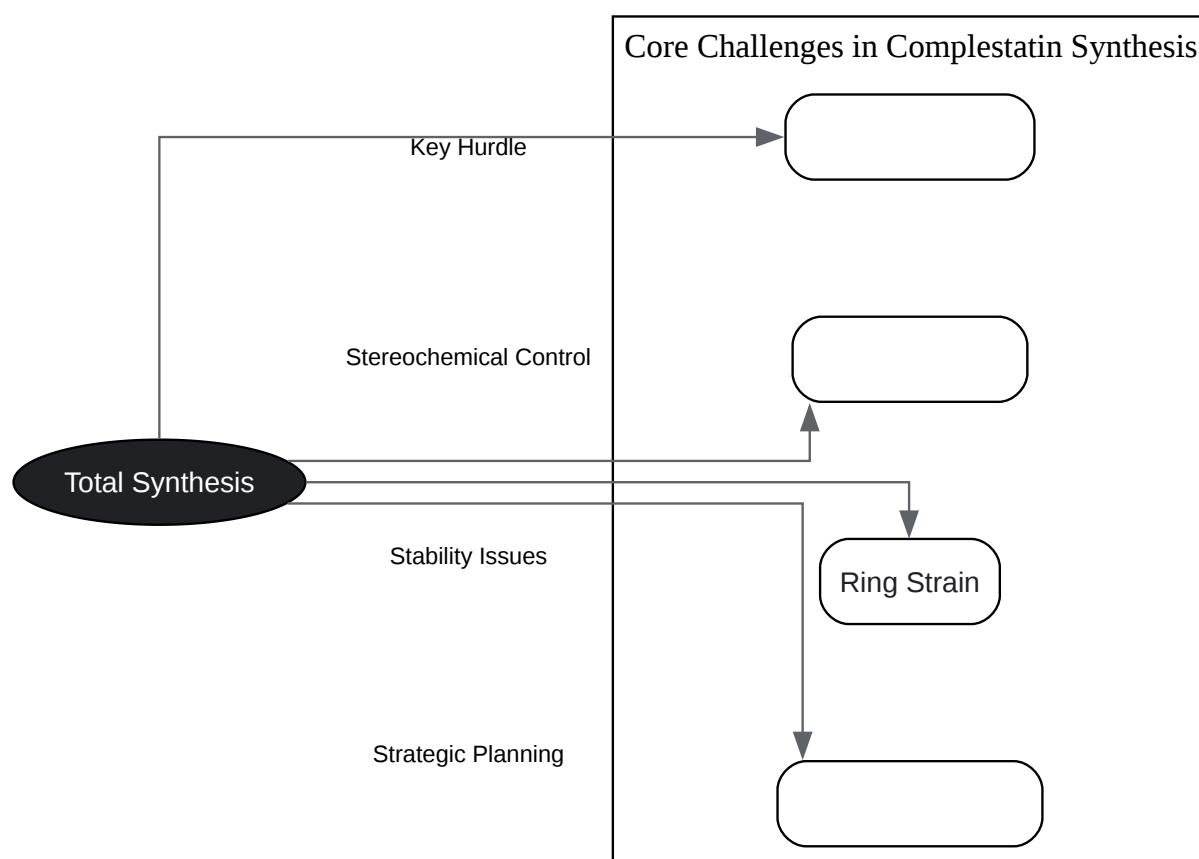 Core Challenges in Complestatin Synthesis
Key Hurdle
Stereochemical Control
Total Synthesis
Stability Issues
Ring Strain
Strategic Planning